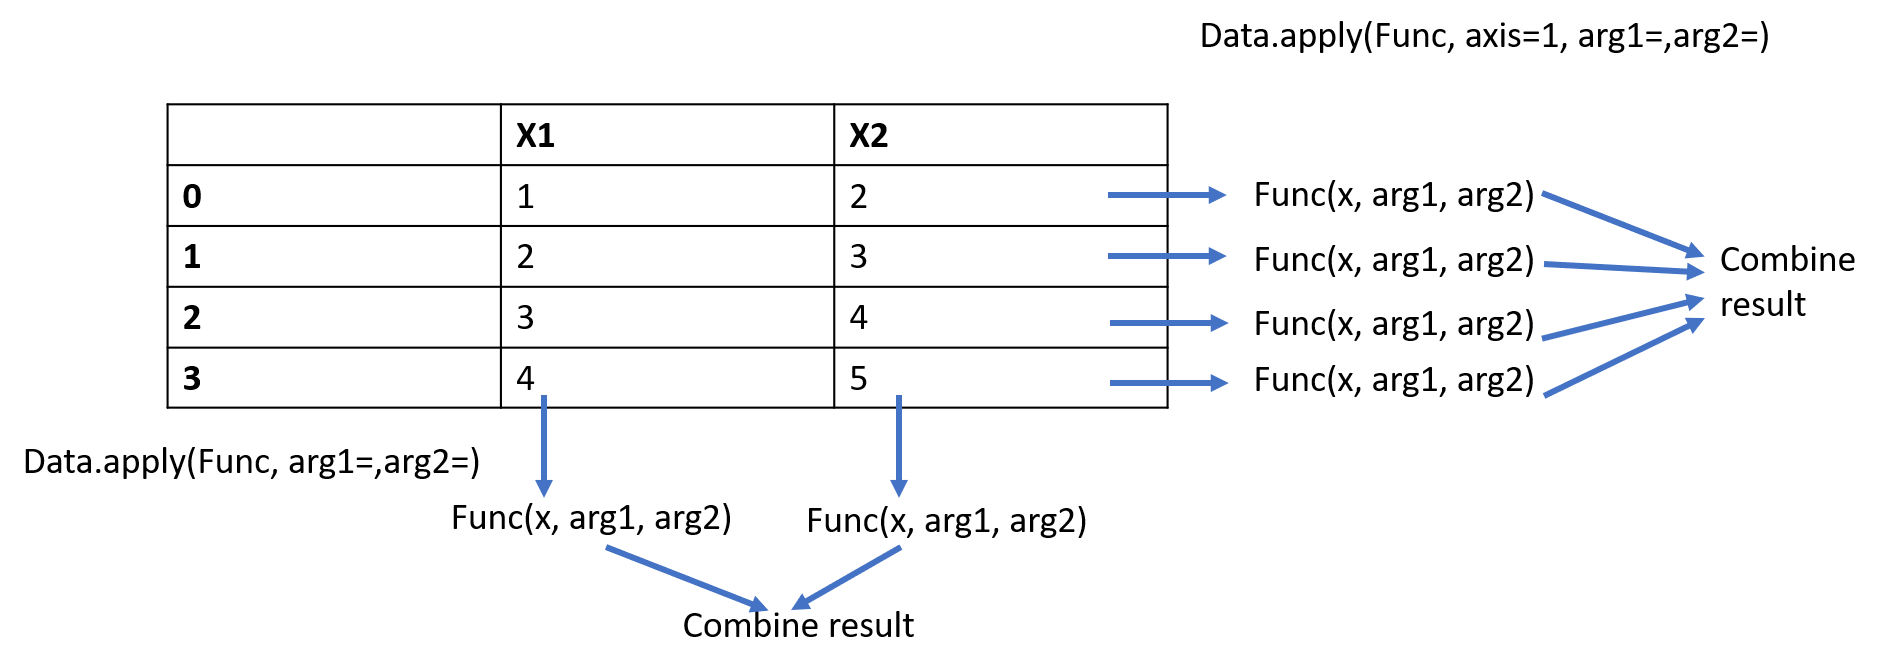 Data.apply(Func, axis=1, arg1=,arg2=)
X1 X2
0 1 2 Func(x, arg1, arg2)
1 2 3 Func(x, arg1, arg2)
Combine
result
2 3 4 Func(x, arg1, arg2)
3 4 5 Func(x, arg1, arg2)
Data.apply(Func, arg1=,arg2=)
Func(x, arg1, arg2) Func(x, arg1, arg2)
Combine result